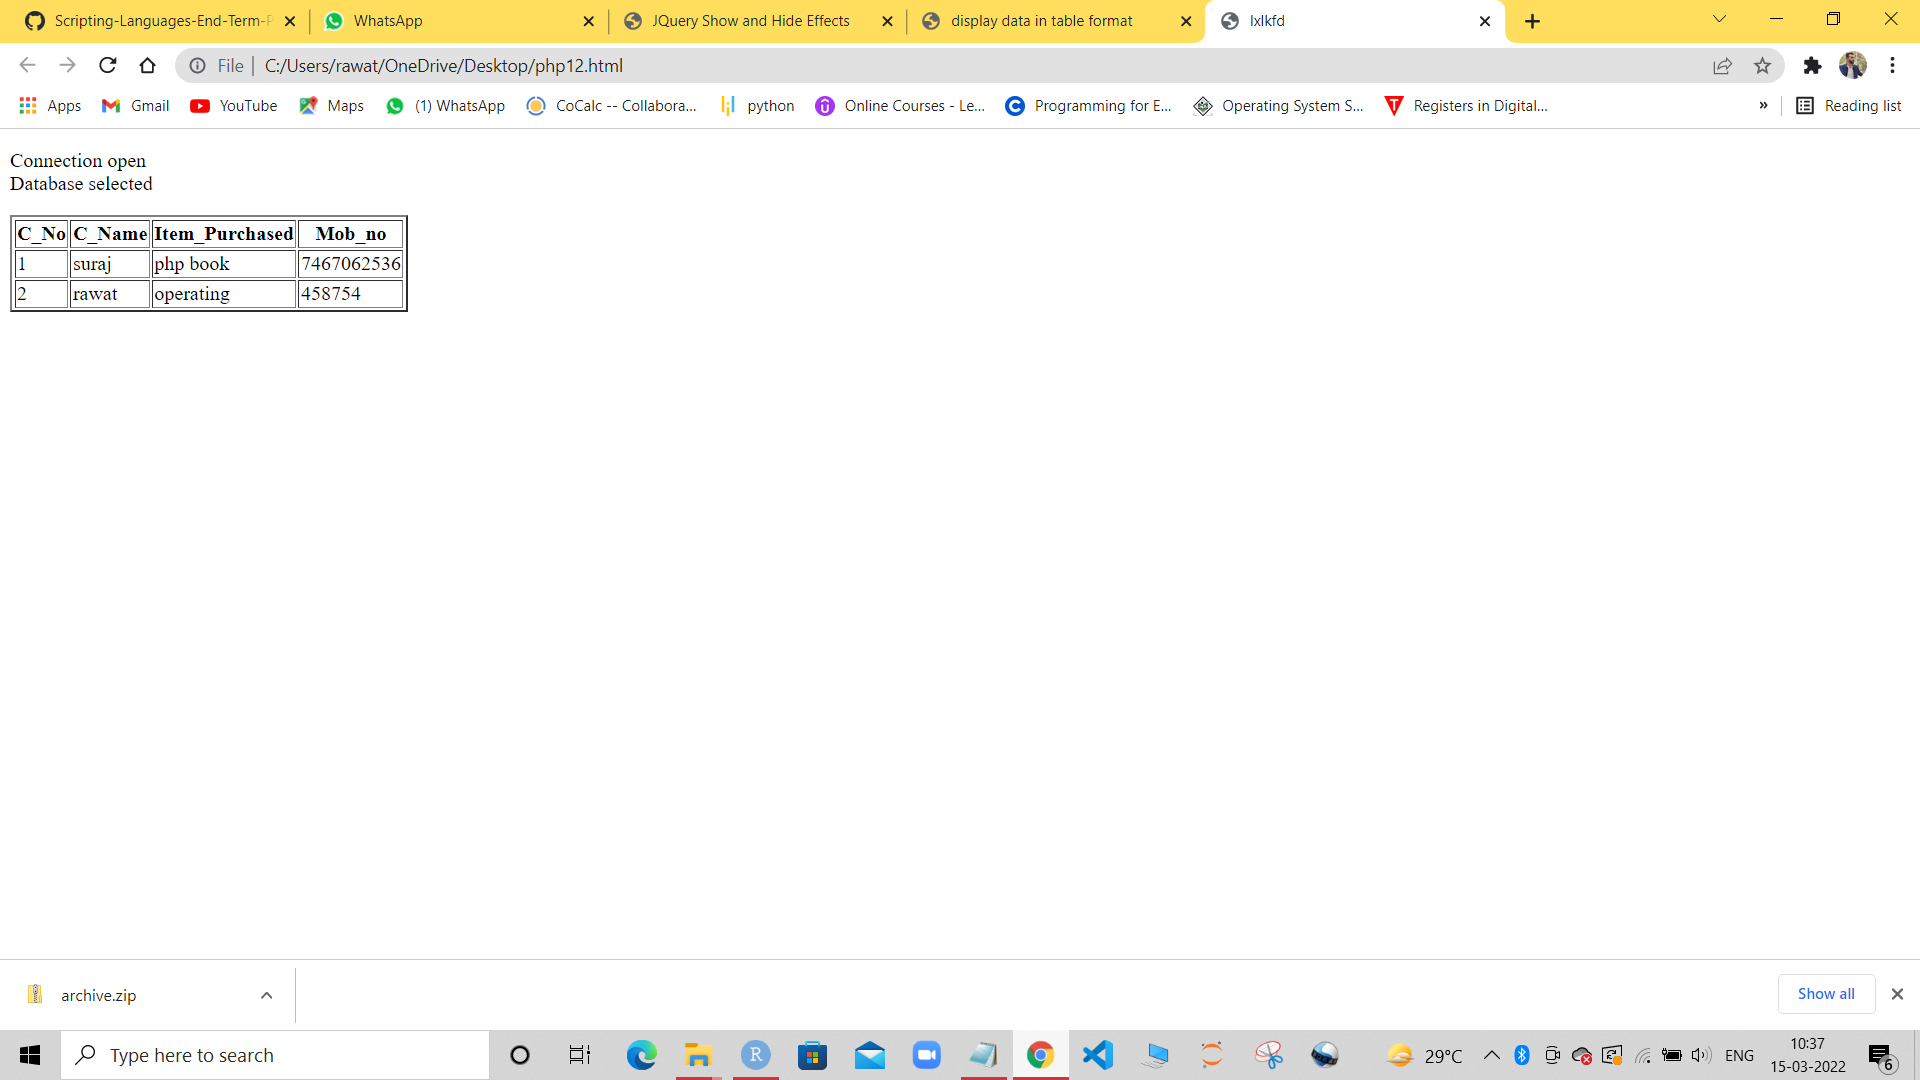 Scripting-Languages-End-Term-P
WhatsApp
JQuery Show and Hide Effects
display data in table format
lxlkfd
File | C:/Users/rawat/OneDrive/Desktop/php12.html
Apps Gmail YouTube Maps (1) WhatsApp CoCalc -- Collabora... python Online Courses - Le... Programming for E... Operating System S... Registers in Digital... » Reading list
Connection open
Database selected
C_No C_Name Item_Purchased Mob_no
1 suraj php book 7467062536
2 rawat operating 458754
archive.zip
Show all
Type here to search
29°C
ENG
10:37
15-03-2022
6